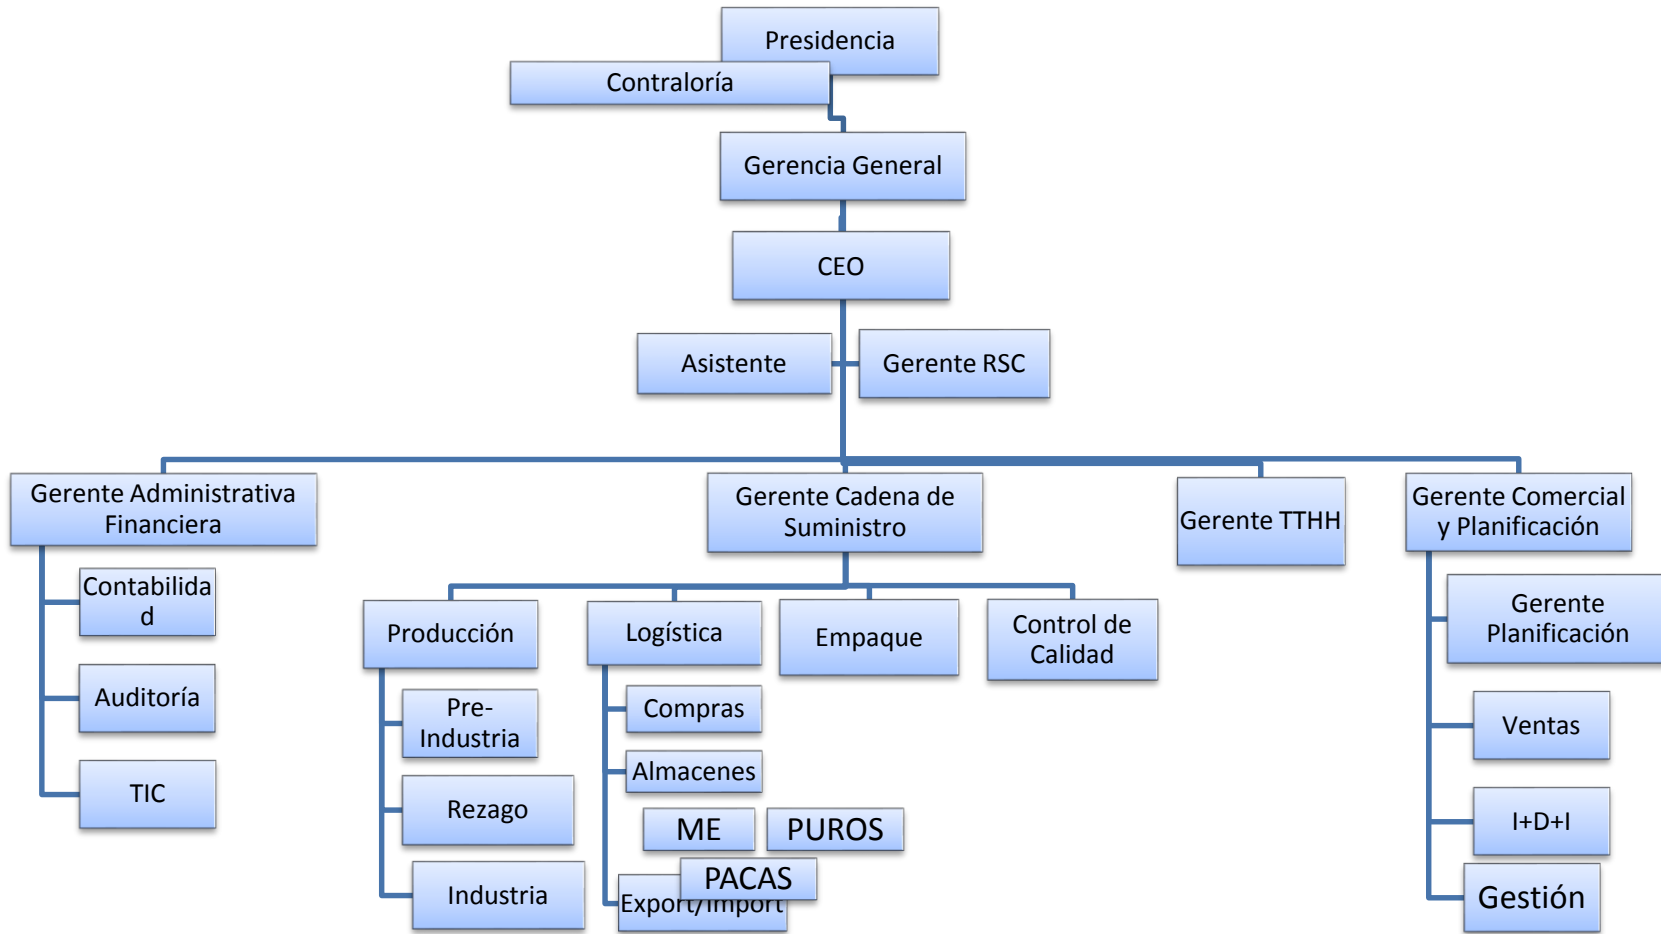 Presidencia
Contraloría
Gerencia General
CEO
Asistente
Gerente RSC
Gerente Administrativa
Financiera
Contabilida
d
Auditoría
TIC
Gerente Cadena de
Suministro
Producción
Pre-
Industria
Rezago
Industria
Logística
Compras
Almacenes
ME
PUROS
PACAS
Export/Import
Empaque
Control de
Calidad
Gerente TTHH
Gerente Comercial
y Planificación
Gerente
Planificación
Ventas
I+D+I
Gestión